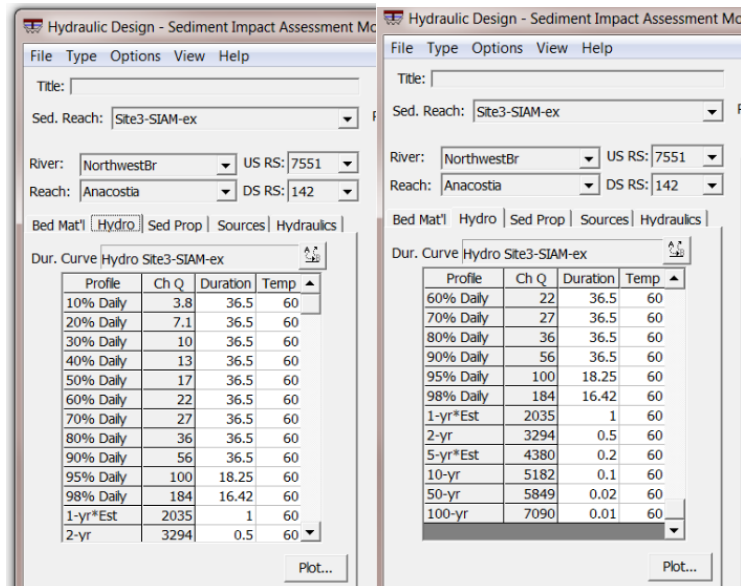 Hydraulic Design - Sediment Impact Assessment Mo
File Type Options View Help
Title:
Sed. Reach: Site3-SIAM-ex
River: NorthwestBr US RS: 7551
Reach: Anacostia DS RS: 142
Bed Mat'l Hydro Sed Prop Sources Hydraulics
Dur. Curve Hydro Site3-SIAM-ex
Profile Ch Q Duration Temp
10% Daily 3.8 36.5 60
20% Daily 7.1 36.5 60
30% Daily 10 36.5 60
40% Daily 13 36.5 60
50% Daily 17 36.5 60
60% Daily 22 36.5 60
70% Daily 27 36.5 60
80% Daily 36 36.5 60
90% Daily 56 36.5 60
95% Daily 100 18.25 60
98% Daily 184 16.42 60
1-yr*Est 2035 1 60
2-yr 3294 0.5 60
Plot...
Hydraulic Design - Sediment Impact Assessment Mo
File Type Options View Help
Title:
Sed. Reach: Site3-SIAM-ex
River: NorthwestBr US RS: 7551
Reach: Anacostia DS RS: 142
Bed Mat'l Hydro Sed Prop Sources Hydraulics
Dur. Curve Hydro Site3-SIAM-ex
Profile Ch Q Duration Temp
60% Daily 22 36.5 60
70% Daily 27 36.5 60
80% Daily 36 36.5 60
90% Daily 56 36.5 60
95% Daily 100 18.25 60
98% Daily 184 16.42 60
1-yr*Est 2035 1 60
2-yr 3294 0.5 60
5-yr*Est 4380 0.2 60
10-yr 5182 0.1 60
50-yr 5849 0.02 60
100-yr 7090 0.01 60
Plot...